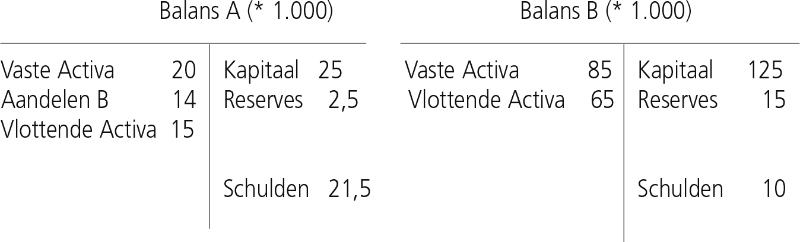 Balans A (* 1.000) Balans B (* 1.000)
Vaste Activa 20 Kapitaal 25 Vaste Activa 85 Kapitaal 125
Aandelen B 14 Reserves 2,5 Vlottende Activa 65 Reserves 15
Vlottende Activa 15
Schulden 21,5 Schulden 10